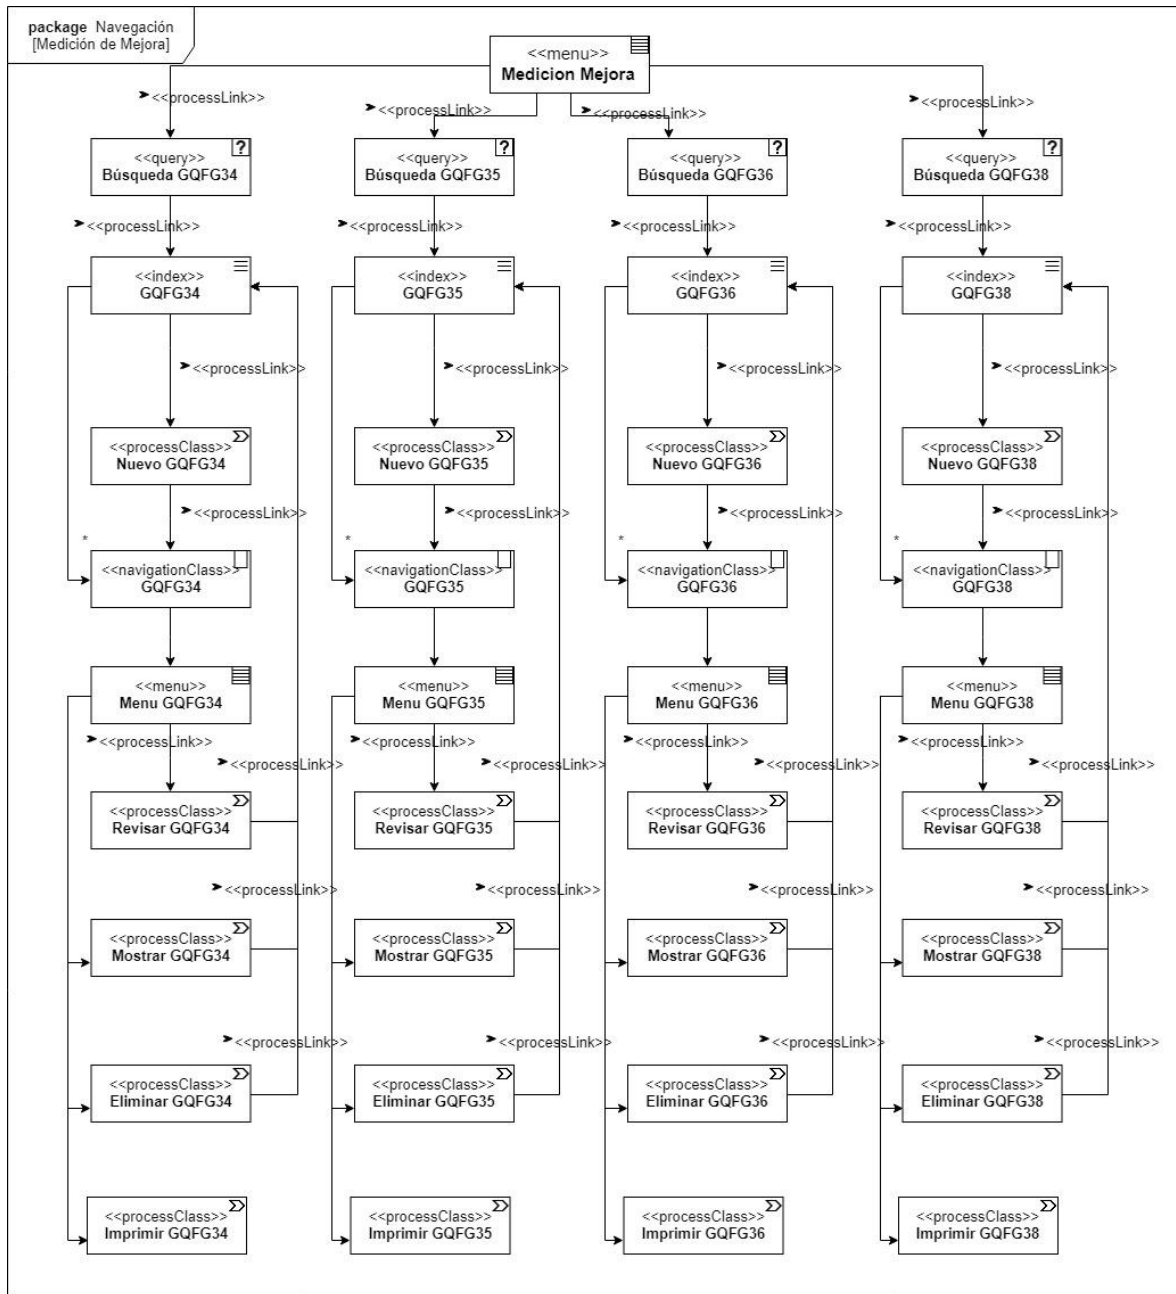 package Navegación
[Medición de Mejora]
<<menu>>
Medicion Mejora
<<processLink>>
<<processLink>>
<<processLink>>
<<processLink>>
?
<<query>>
Búsqueda GQFG34
?
<<query>>
Búsqueda GQFG35
?
<<query>>
Búsqueda GQFG36
?
<<query>>
Búsqueda GQFG38
<<processLink>>
<<processLink>>
<<processLink>>
<<processLink>>
<<index>>
GQFG34
<<index>>
GQFG35
<<index>>
GQFG36
<<index>>
GQFG38
<<processLink>>
<<processLink>>
<<processLink>>
<<processLink>>
<<processClass>>
Nuevo GQFG34
<<processClass>>
Nuevo GQFG35
<<processClass>>
Nuevo GQFG36
<<processClass>>
Nuevo GQFG38
<<processLink>>
<<processLink>>
<<processLink>>
<<processLink>>
*
*
*
*
<<navigationClass>>
GQFG34
<<navigationClass>>
GQFG35
<<navigationClass>>
GQFG36
<<navigationClass>>
GQFG38
<<menu>>
Menu GQFG34
<<menu>>
Menu GQFG35
<<menu>>
Menu GQFG36
<<menu>>
Menu GQFG38
<<processLink>>
<<processLink>>
<<processLink>>
<<processLink>>
<<processLink>>
<<processLink>>
<<processLink>>
<<processLink>>
<<processClass>>
Revisar GQFG34
<<processClass>>
Revisar GQFG35
<<processClass>>
Revisar GQFG36
<<processClass>>
Revisar GQFG38
<<processLink>>
<<processLink>>
<<processLink>>
<<processLink>>
<<processClass>>
Mostrar GQFG34
<<processClass>>
Mostrar GQFG35
<<processClass>>
Mostrar GQFG36
<<processClass>>
Mostrar GQFG38
<<processLink>>
<<processLink>>
<<processLink>>
<<processLink>>
<<processClass>>
Eliminar GQFG34
<<processClass>>
Eliminar GQFG35
<<processClass>>
Eliminar GQFG36
<<processClass>>
Eliminar GQFG38
<<processClass>>
Imprimir GQFG34
<<processClass>>
Imprimir GQFG35
<<processClass>>
Imprimir GQFG36
<<processClass>>
Imprimir GQFG38